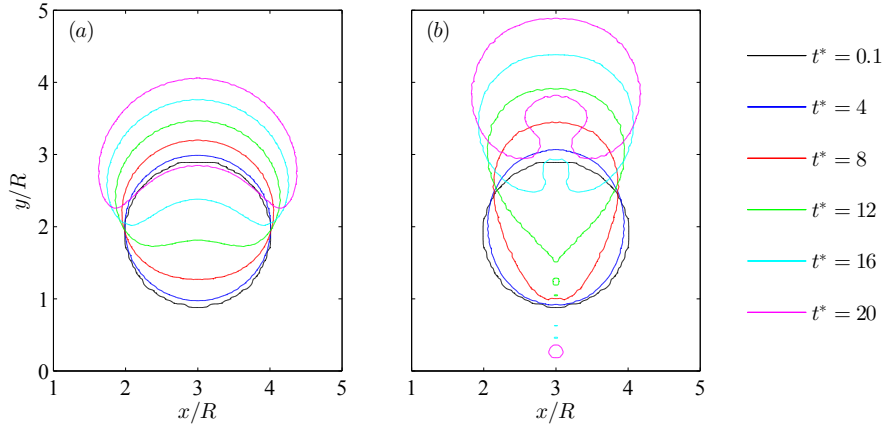 (a)
5
4
3
2
1
0
y/R
1
2
3
4
5
x/R
(b)
1
2
3
4
5
x/R
t* = 0.1
t* = 4
t* = 8
t* = 12
t* = 16
t* = 20